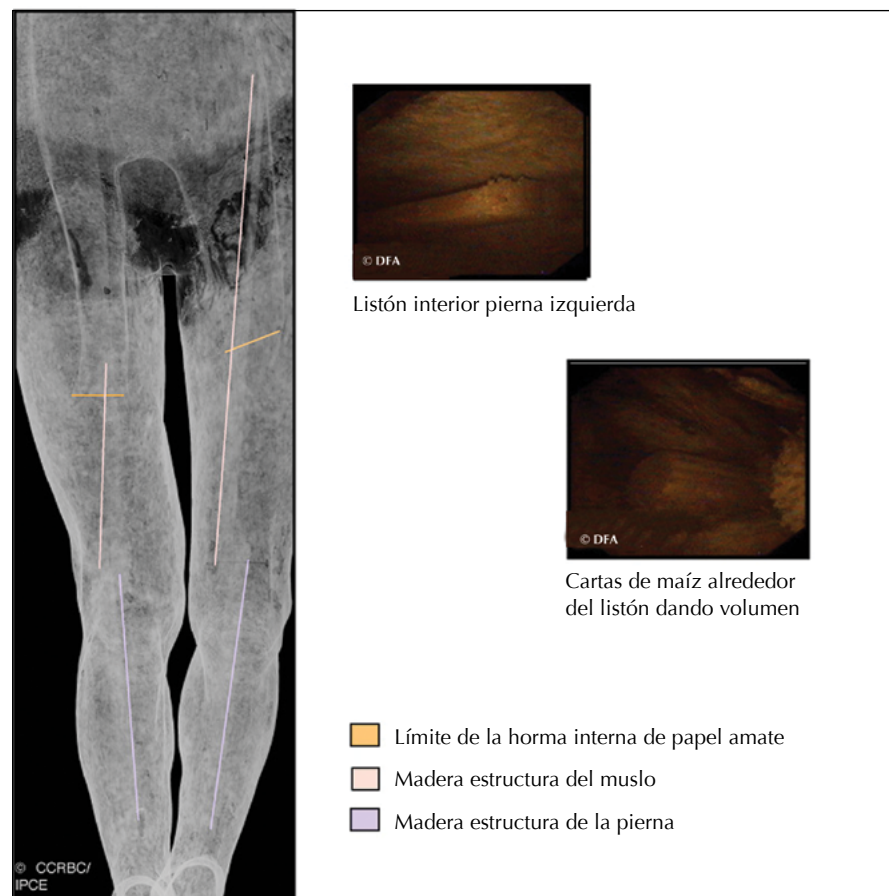 © DFA
Listón interior pierna izquierda
© DFA
Cartas de maíz alrededor
del listón dando volumen
Límite de la horma interna de papel amate
Madera estructura del muslo
Madera estructura de la pierna
© CCRBC/
IPCE